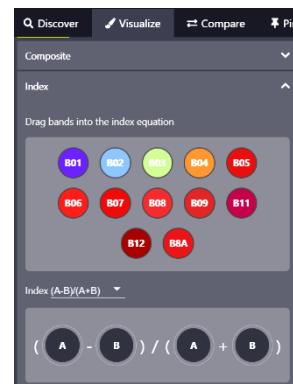 Discover Visualize Compare Pi
Composite
Index
Drag bands into the index equation
B01 B02 B03 B04 B05
B06 B07 B08 B09 B11
B12 B8A
Index (A-B)/(A+B)
( A - B ) / ( A + B )